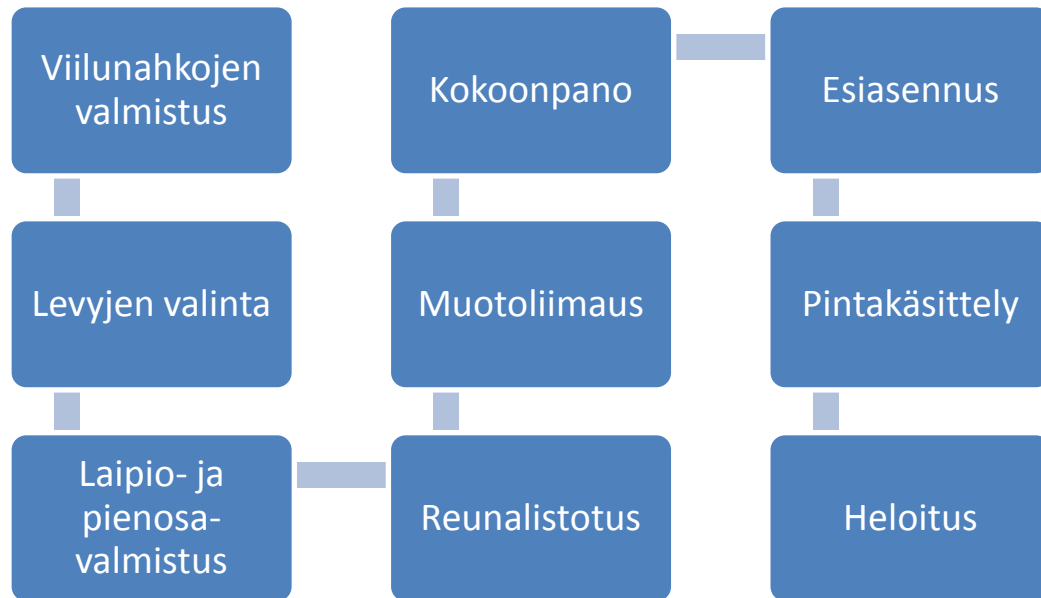 Viilunahkojen
valmistus
Levyjen valinta
Laipio- ja
pienosa-
valmistus
Reunalistotus
Muotoliimaus
Kokoonpano
Esiasennus
Pintakäsittely
Heloitus